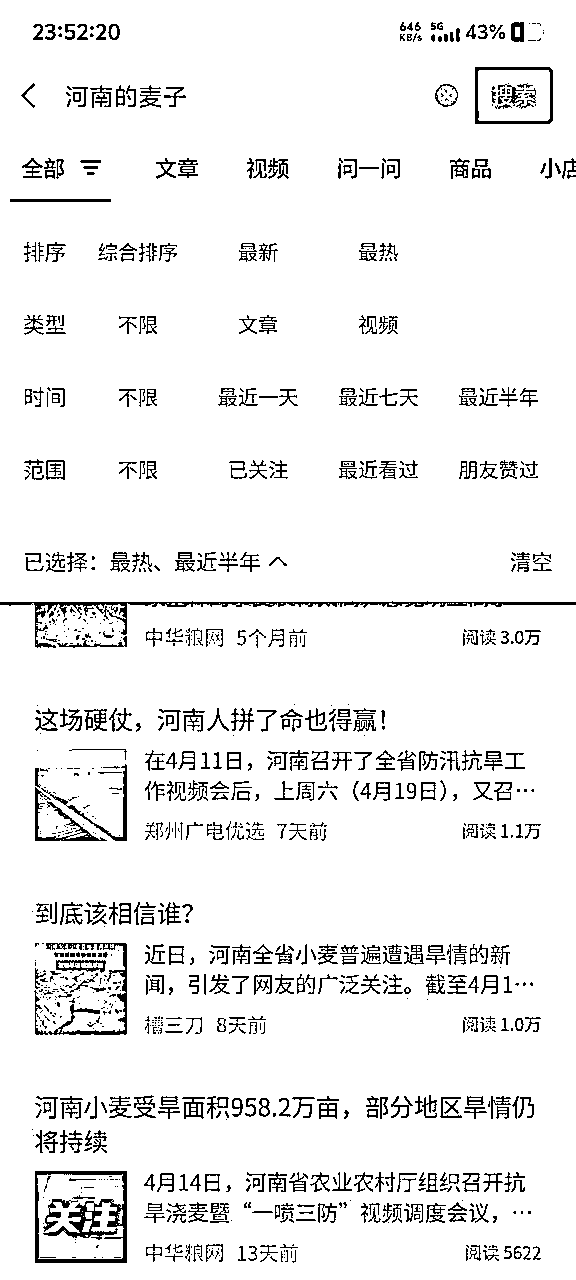 23:52:20 646 KB/s 5G 43%
河南的麦子 搜索
全部 文章 视频 问一问 商品 小店
排序 综合排序 最新 最热
类型 不限 文章 视频
时间 不限 最近一天 最近七天 最近半年
范围 不限 已关注 最近看过 朋友赞过
已选择：最热、最近半年 清空
中华粮网 5个月前 阅读 3.0万
这场硬仗，河南人拼了命也得赢！
在4月11日，河南召开了全省防汛抗旱工
作视频会后，上周六（4月19日），又召…
郑州广电优选 7天前 阅读 1.1万
到底该相信谁？
近日，河南全省小麦普遍遭遇旱情的新
闻，引发了网友的广泛关注。截至4月1…
槽三刀 8天前 阅读 1.0万
河南小麦受旱面积958.2万亩，部分地区旱情仍
将持续
关注
4月14日，河南省农业农村厅组织召开抗
旱浇麦暨“一喷三防”视频调度会议，…
中华粮网 13天前 阅读 5622